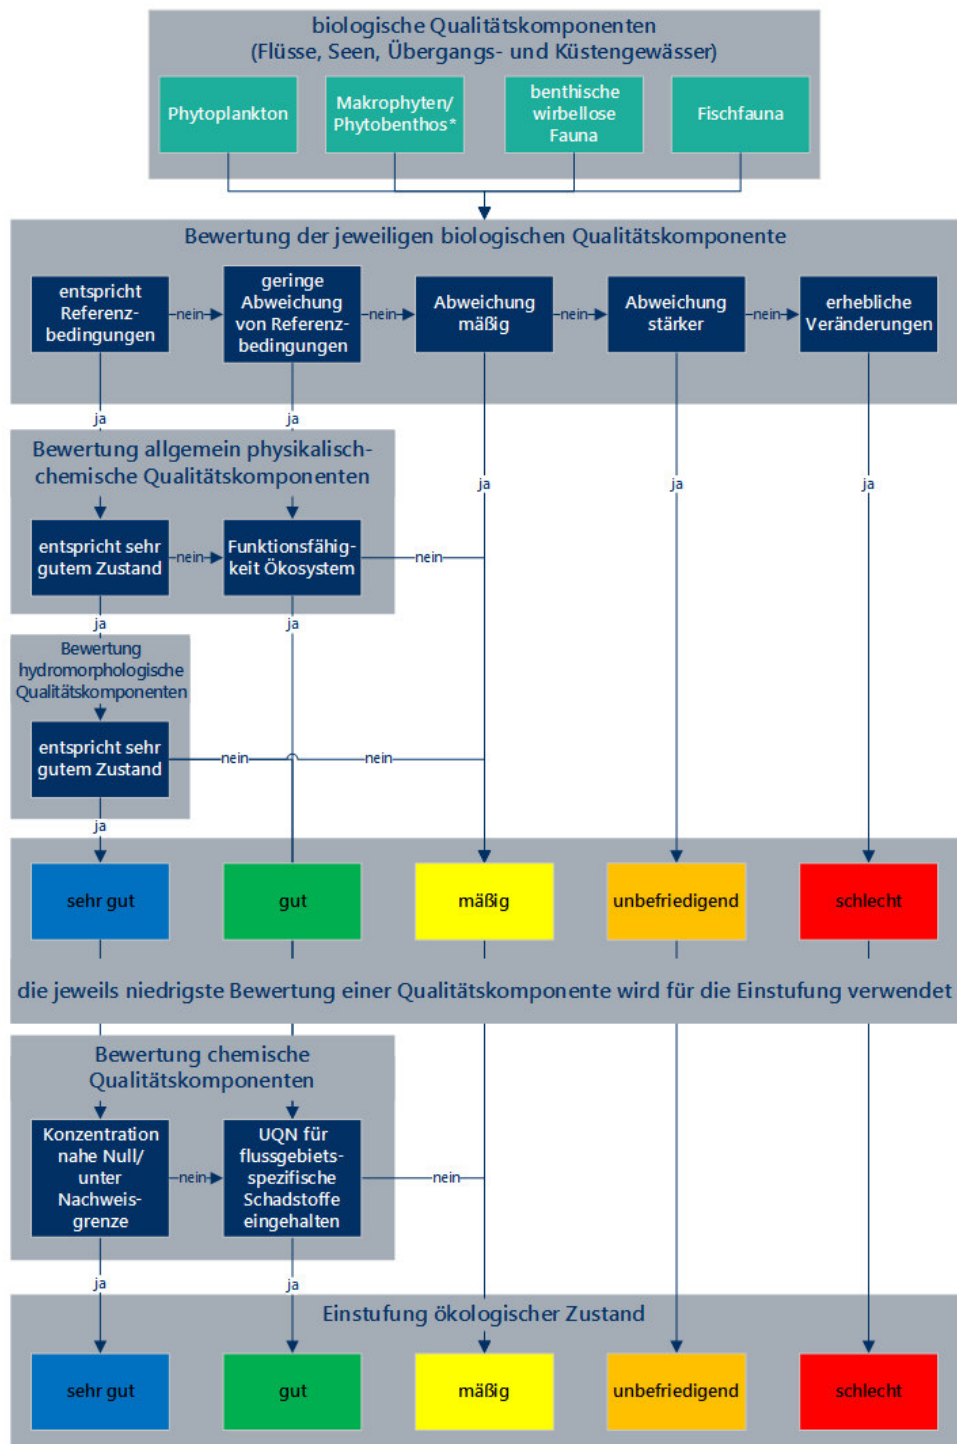 biologische Qualitätskomponenten
(Flüsse, Seen, Übergangs- und Küstengewässer)
Phytoplankton
Makrophyten/
Phytobenthos*
benthische
wirbellose
Fauna
Fischfauna
Bewertung der jeweiligen biologischen Qualitätskomponente
entspricht
Referenz-
bedingungen
nein
geringe
Abweichung
von Referenz-
bedingungen
nein
Abweichung
mäßig
nein
Abweichung
stärker
nein
erhebliche
Veränderungen
ja
ja
ja
ja
ja
Bewertung allgemein physikalisch-
chemische Qualitätskomponenten
entspricht sehr
gutem Zustand
nein
Funktionsfähig-
keit Ökosystem
nein
ja
ja
Bewertung
hydromorphologische
Qualitätskomponenten
entspricht sehr
gutem Zustand
nein
nein
ja
sehr gut
gut
mäßig
unbefriedigend
schlecht
die jeweils niedrigste Bewertung einer Qualitätskomponente wird für die Einstufung verwendet
Bewertung chemische
Qualitätskomponenten
Konzentration
nahe Null/
unter
Nachweis-
grenze
nein
UQN für
flussgebiets-
spezifische
Schadstoffe
eingehalten
nein
ja
ja
Einstufung ökologischer Zustand
sehr gut
gut
mäßig
unbefriedigend
schlecht